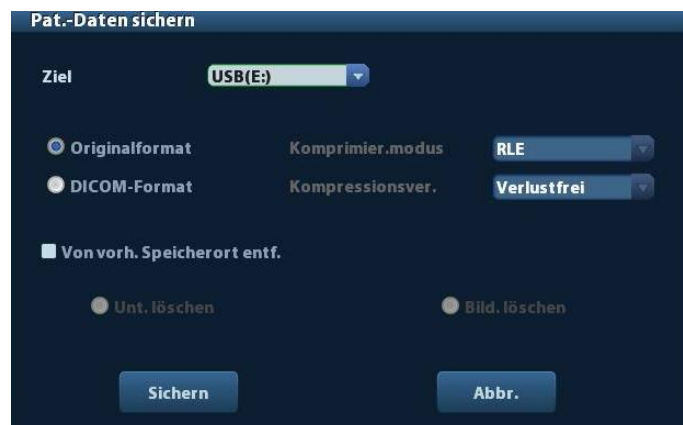 Pat.-Daten sichern
Ziel USB(E:)
Originalformat Komprimier.modus RLE
DICOM-Format Kompressionsver. Verlustfrei
Von vorh. Speicherort entf.
Unt. löschen Bild. löschen
Sichern Abbr.